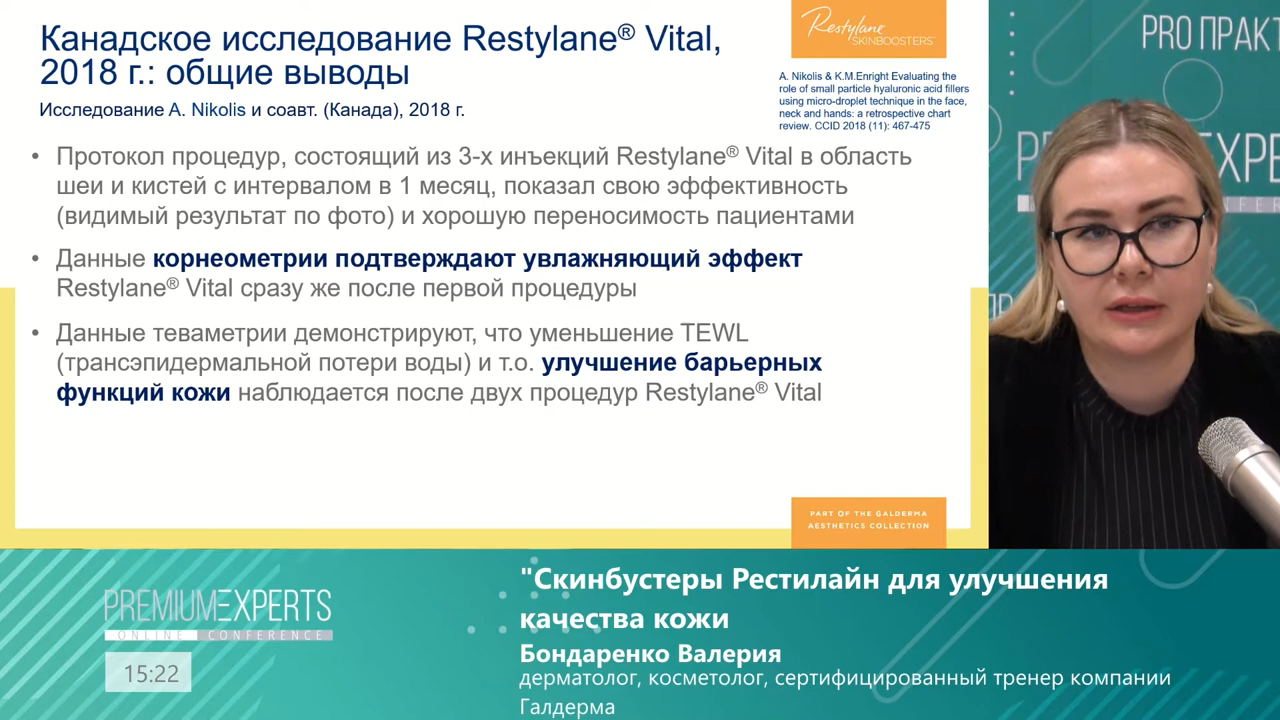 Канадское исследование Restylane® Vital,
2018 г.: общие выводы
Исследование A. Nikolis и соавт. (Канада), 2018 г.
Restylane
SKINBOOSTERS™
A. Nikolis & K.M.Enright Evaluating the
role of small particle hyaluronic acid fillers
using micro-droplet technique in the face,
neck and hands: a retrospective chart
review. CCID 2018 (11): 467-475
• Протокол процедур, состоящий из 3-х инъекций Restylane® Vital в область
шеи и кистей с интервалом в 1 месяц, показал свою эффективность
(видимый результат по фото) и хорошую переносимость пациентами
• Данные корнеометрии подтверждают увлажняющий эффект
Restylane® Vital сразу же после первой процедуры
• Данные теваметрии демонстрируют, что уменьшение TEWL
(трансэпидермальной потери воды) и т.о. улучшение барьерных
функций кожи наблюдается после двух процедур Restylane® Vital
PART OF THE GALDERMA
AESTHETICS COLLECTION
PRO ПРАКТ
PREMIUMEXPERTS
ONLINE CONFERENCE
15:22
"Скинбустеры Рестилайн для улучшения
качества кожи
Бондаренко Валерия
дерматолог, косметолог, сертифицированный тренер компании
Галдерма